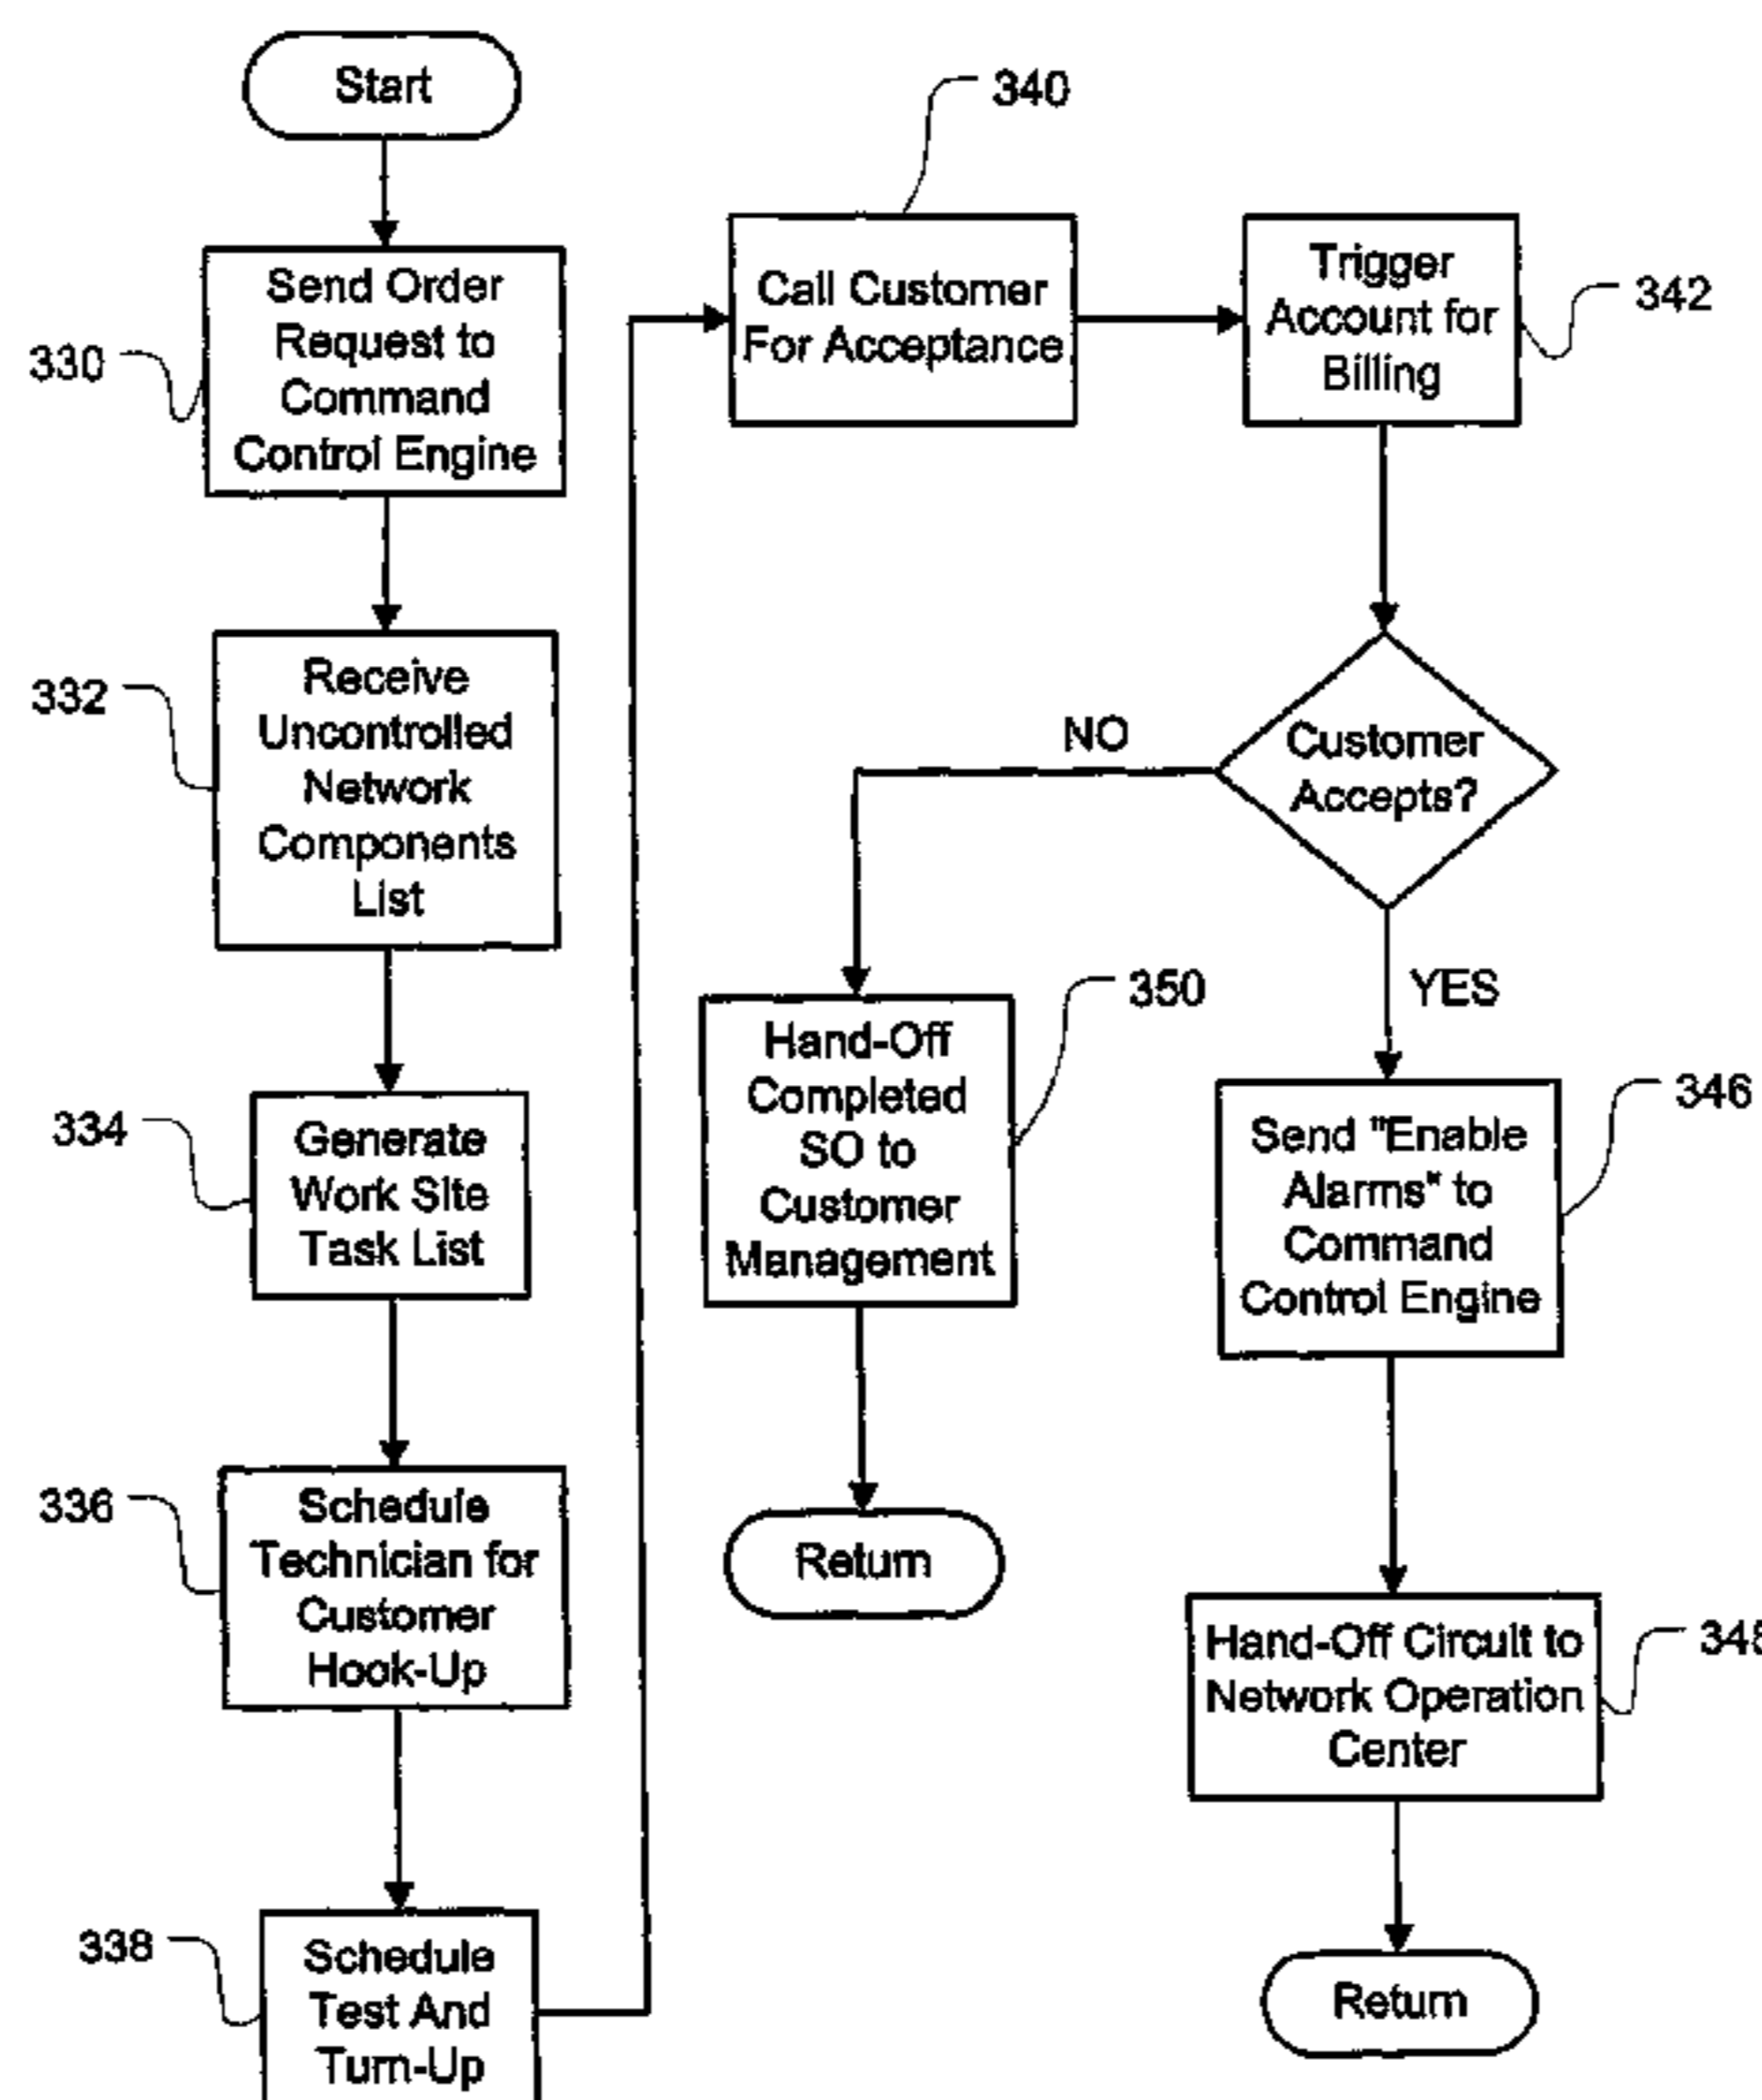 Start
330
Send Order
Request to
Command
Control Engine
332
Receive
Uncontrolled
Network
Components
List
334
Generate
Work Site
Task List
336
Schedule
Technician for
Customer
Hook-Up
338
Schedule
Test And
Turn-Up
340
Call Customer
For Acceptance
342
Trigger
Account for
Billing
Customer
Accepts?
NO
350
Hand-Off
Completed
SO to
Customer
Management
Return
YES
346
Send "Enable
Alarms" to
Command
Control Engine
348
Hand-Off Circuit to
Network Operation
Center
Return